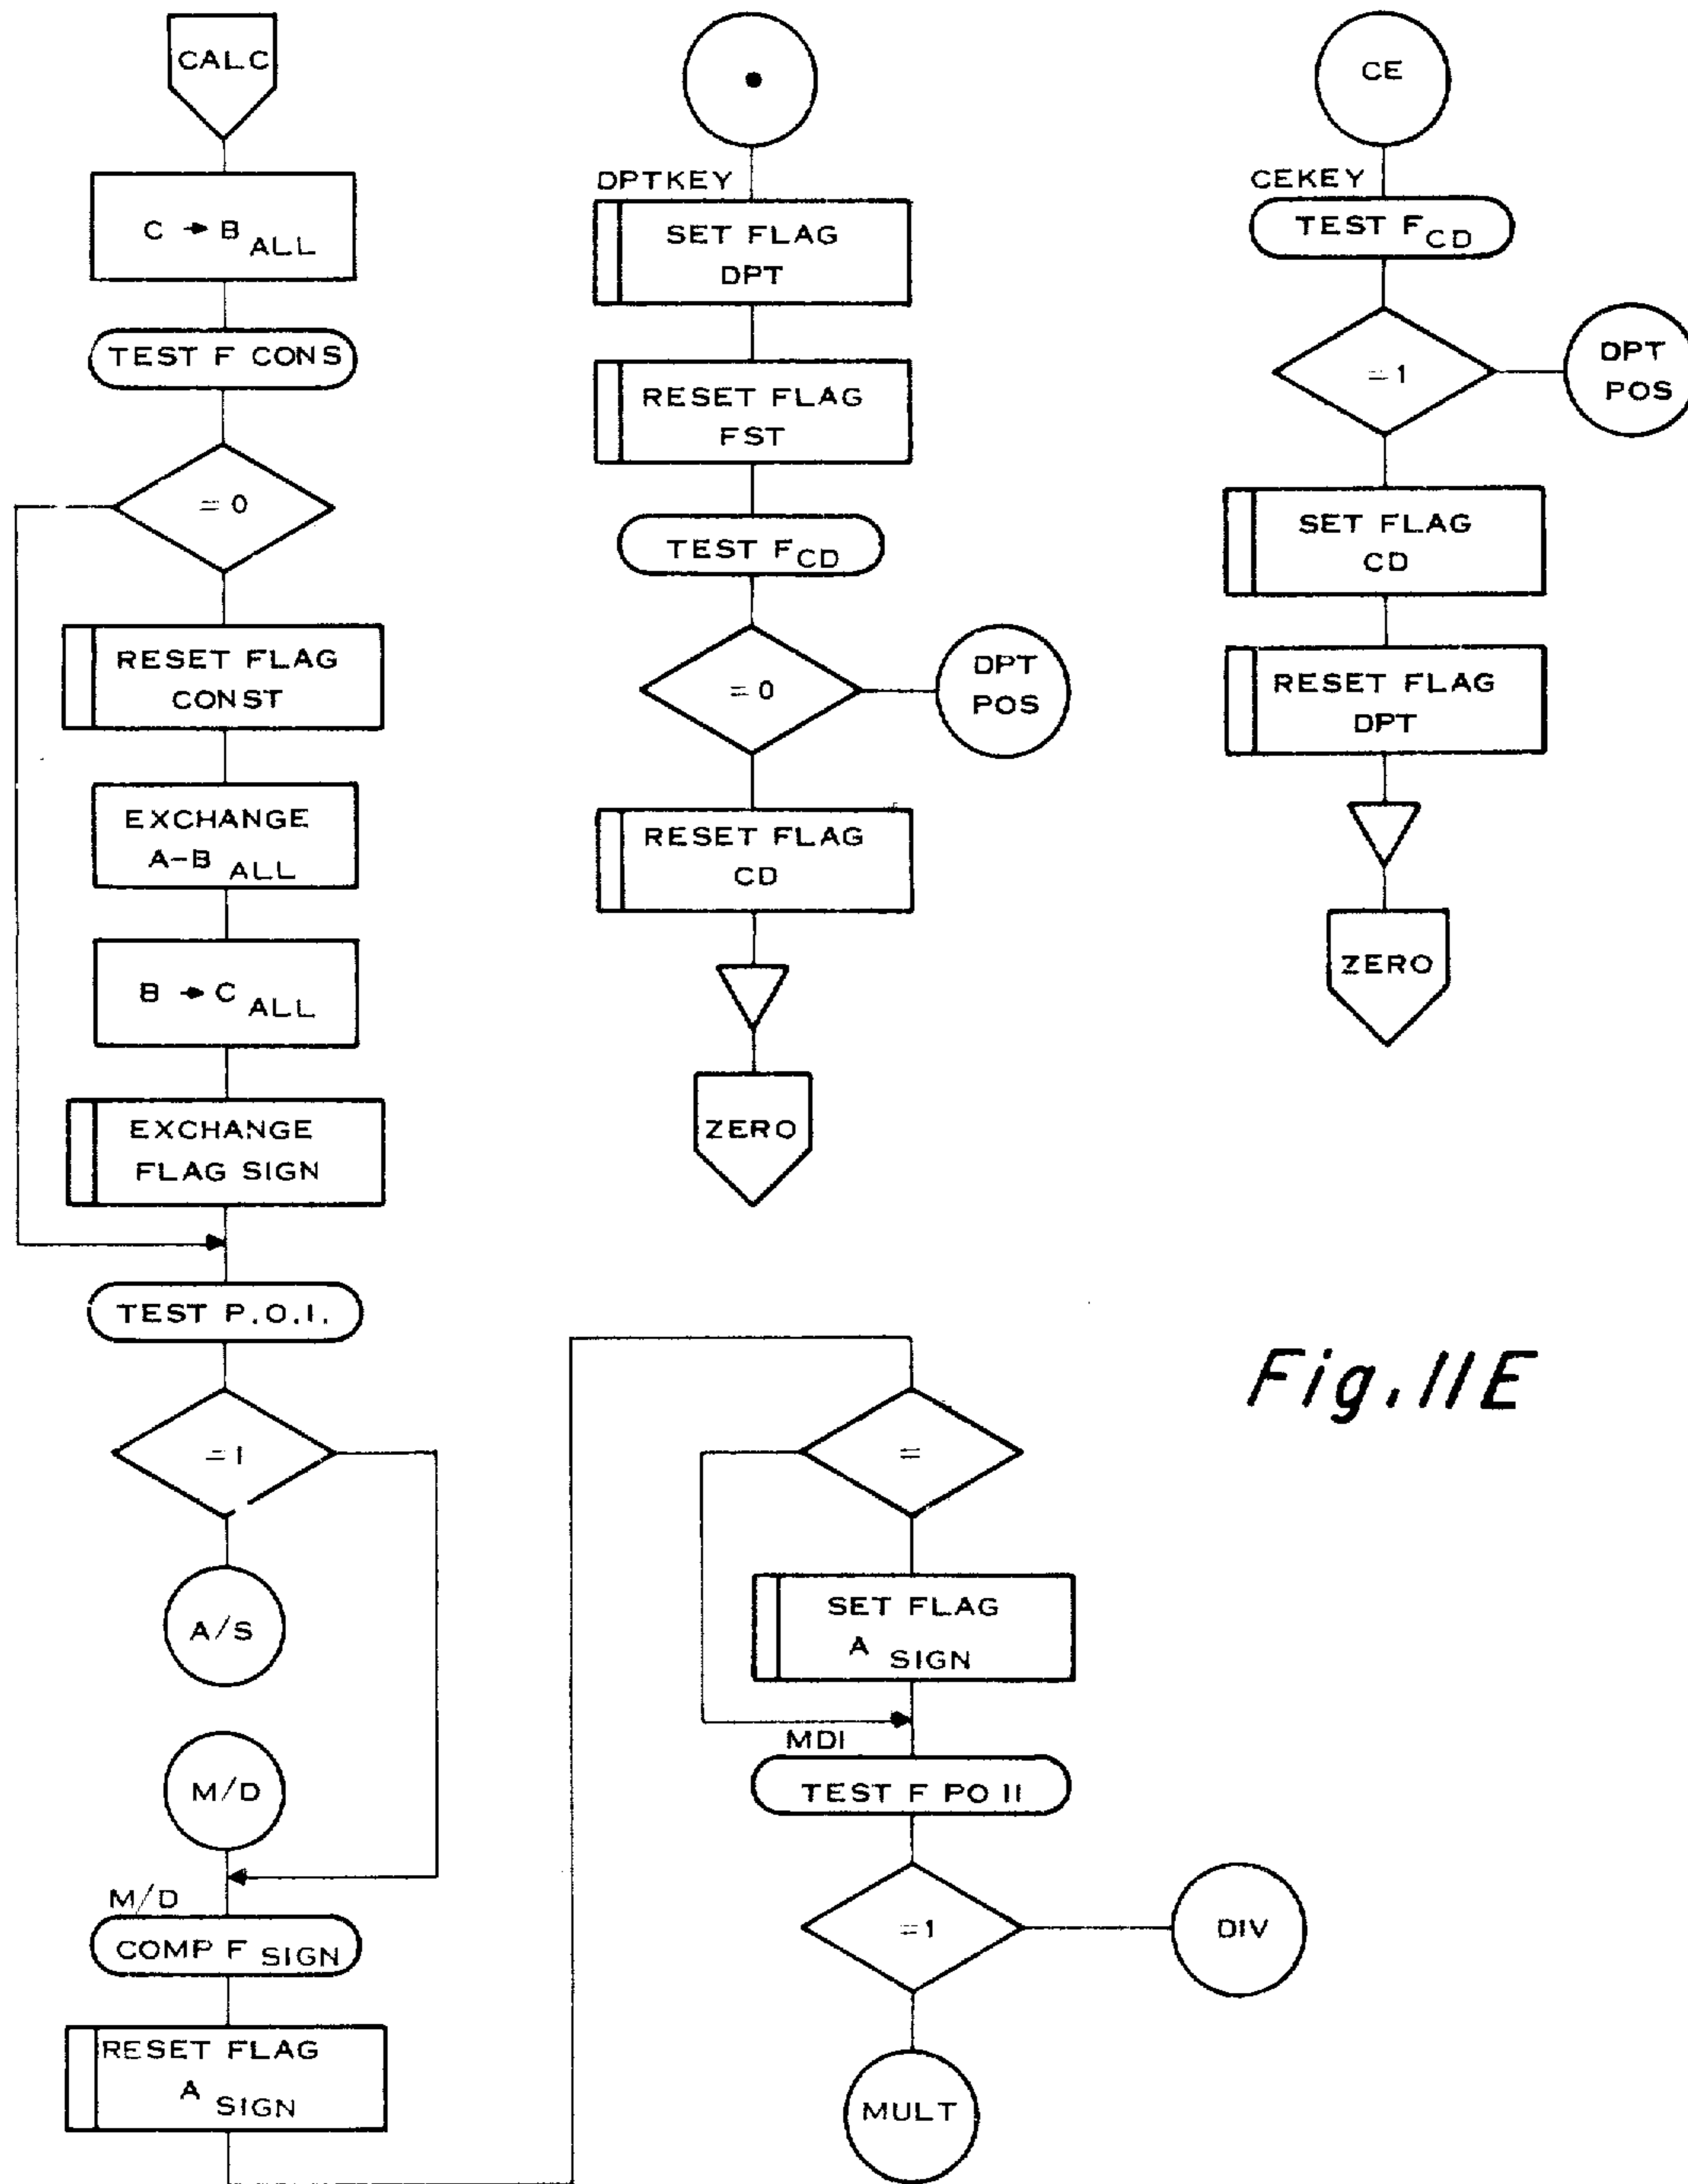 CALC
C → B ALL
TEST F CONS
= 0
RESET FLAG
CONST
EXCHANGE
A-B ALL
B → C ALL
EXCHANGE
FLAG SIGN
TEST P.O.I.
=1
A/S
M/D
M/D
COMP F SIGN
RESET FLAG
A SIGN
DPTKEY
SET FLAG
DPT
RESET FLAG
FST
TEST F CD
= 0
DPT
POS
RESET FLAG
CD
ZERO
CE
CEKEY
TEST F CD
=1
DPT
POS
SET FLAG
CD
RESET FLAG
DPT
ZERO
=
SET FLAG
A SIGN
MDI
TEST F PO II
=1
DIV
MULT
Fig. 11E